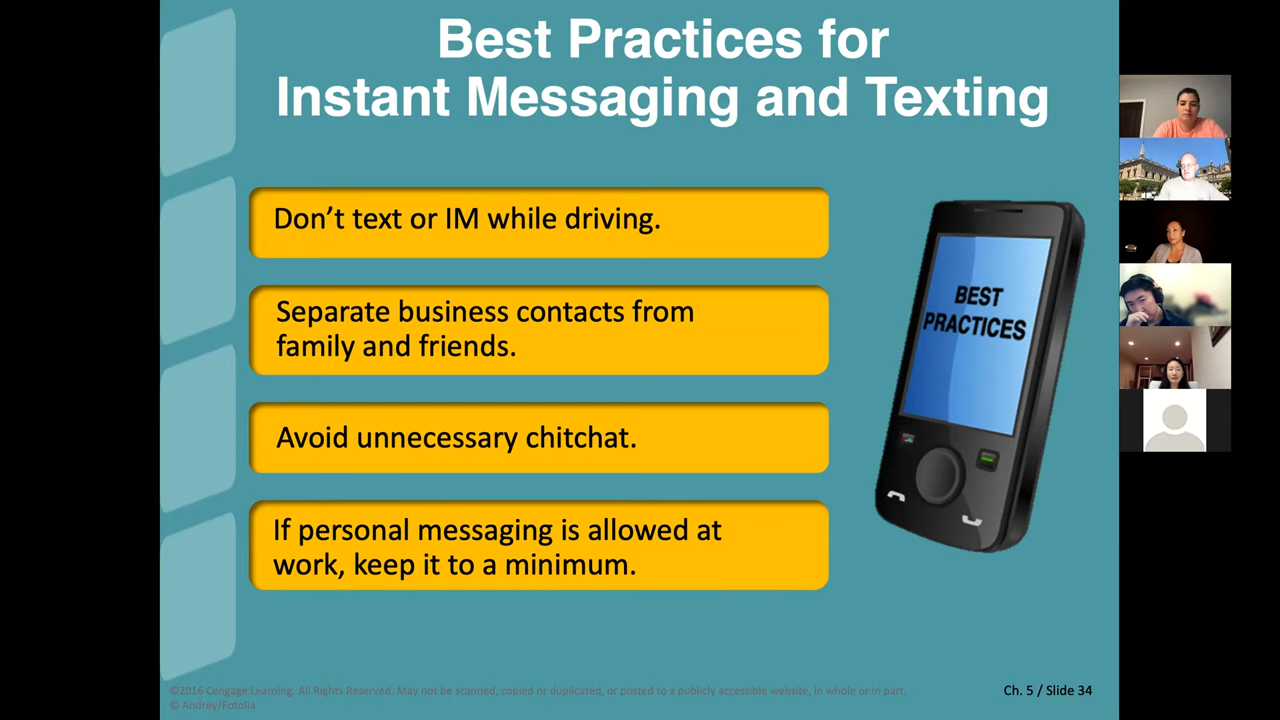 Best Practices for
Instant Messaging and Texting
Don’t text or IM while driving.
Separate business contacts from
family and friends.
Avoid unnecessary chitchat.
If personal messaging is allowed at
work, keep it to a minimum.
BEST
PRACTICES
©2016 Cengage Learning. All Rights Reserved. May not be scanned, copied or duplicated, or posted to a publicly accessible website, in whole or in part.
© Andrey/Fotolia
Ch. 5 / Slide 34